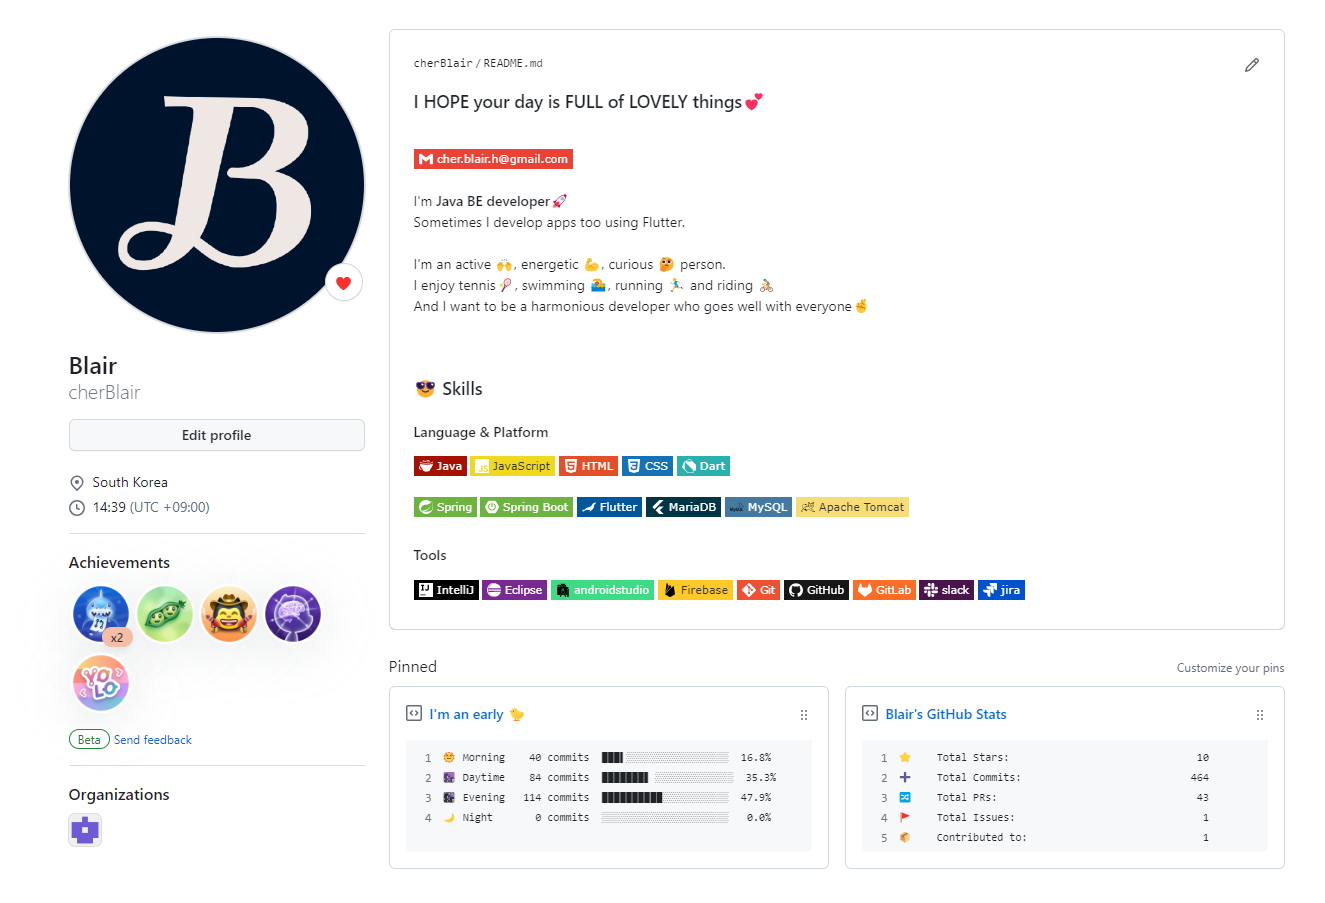 B
Blair
cherBlair
Edit profile
South Korea
14:39 (UTC +09:00)
Achievements
x2
YOLO
Beta Send feedback
Organizations
cherBlair / README.md
I HOPE your day is FULL of LOVELY things💕
cher.blair.h@gmail.com
I'm Java BE developer🚀
Sometimes I develop apps too using Flutter.
I'm an active 🙌, energetic 💪, curious 🤔 person.
I enjoy tennis🎾, swimming 🏊, running 🏃 and riding 🚴
And I want to be a harmonious developer who goes well with everyone✌
😎 Skills
Language & Platform
Java JS JavaScript HTML CSS Dart
Spring Spring Boot Flutter MariaDB MySQL Apache Tomcat
Tools
IJ IntelliJ Eclipse androidstudio Firebase Git GitHub GitLab slack jira
Pinned
Customize your pins
I'm an early 🐤
1 🌞 Morning 40 commits 16.8%
2 🌆 Daytime 84 commits 35.3%
3 🌃 Evening 114 commits 47.9%
4 🌙 Night 0 commits 0.0%
Blair's GitHub Stats
1 ⭐ Total Stars: 10
2 ➕ Total Commits: 464
3 🔀 Total PRs: 43
4 🚩 Total Issues: 1
5 📦 Contributed to: 1